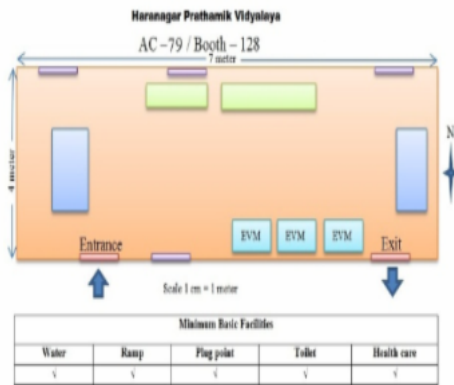 Haranagar Prathamik Vidyalaya
AC -79 / Booth -128
7 meter
4 meter
N
EVM EVM EVM
Entrance
Exit
Scale 1 cm = 1 meter
Minimum Basic Facilities
Water Ramp Plug point Toilet Health care
√ √ √ √ √